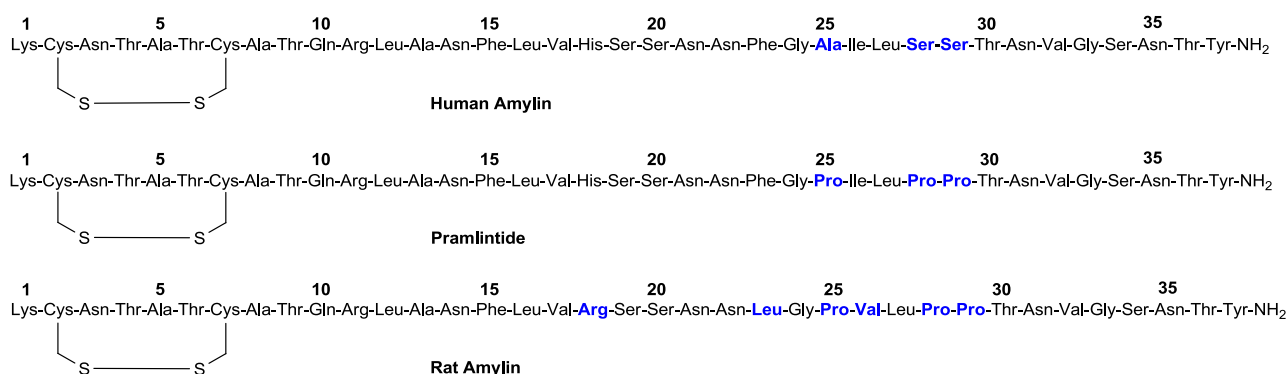 1 5 10 15 20 25 30 35
Lys-Cys-Asn-Thr-Ala-Thr-Cys-Ala-Thr-Gln-Arg-Leu-Ala-Asn-Phe-Leu-Val-His-Ser-Ser-Asn-Asn-Phe-Gly-Ala-Ile-Leu-Ser-Ser-Thr-Asn-Val-Gly-Ser-Asn-Thr-Tyr-NH2
S S
Human Amylin
1 5 10 15 20 25 30 35
Lys-Cys-Asn-Thr-Ala-Thr-Cys-Ala-Thr-Gln-Arg-Leu-Ala-Asn-Phe-Leu-Val-His-Ser-Ser-Asn-Asn-Phe-Gly-Pro-Ile-Leu-Pro-Pro-Thr-Asn-Val-Gly-Ser-Asn-Thr-Tyr-NH2
S S
Pramlintide
1 5 10 15 20 25 30 35
Lys-Cys-Asn-Thr-Ala-Thr-Cys-Ala-Thr-Gln-Arg-Leu-Ala-Asn-Phe-Leu-Val-Arg-Ser-Ser-Asn-Asn-Leu-Gly-Pro-Val-Leu-Pro-Pro-Thr-Asn-Val-Gly-Ser-Asn-Thr-Tyr-NH2
S S
Rat Amylin